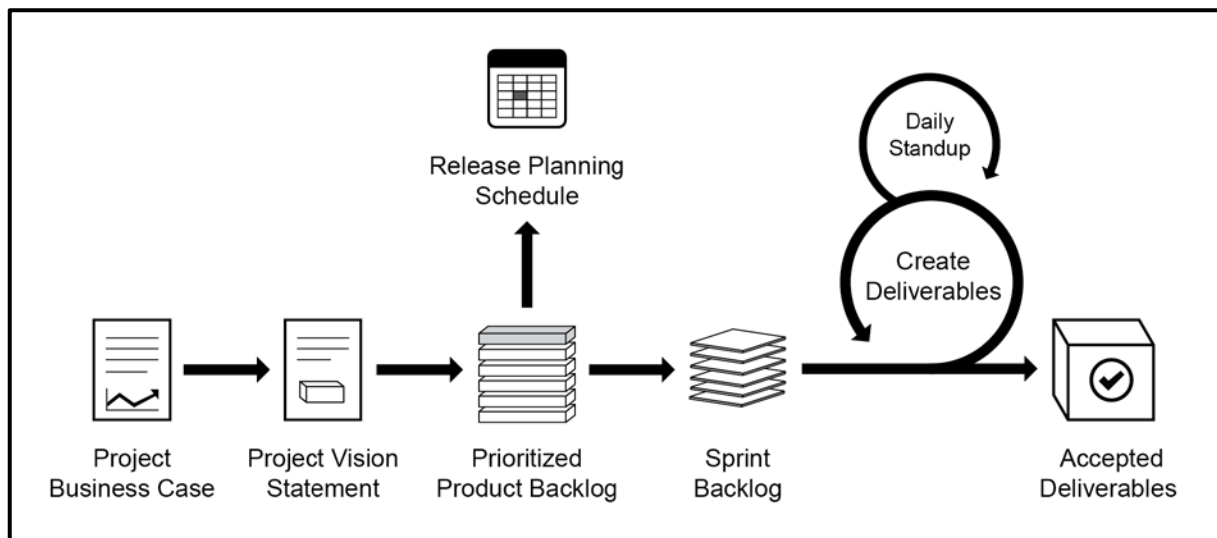 Daily
Standup
Release Planning
Schedule
Create
Deliverables
Project
Business Case
Project Vision
Statement
Prioritized
Product Backlog
Sprint
Backlog
Accepted
Deliverables